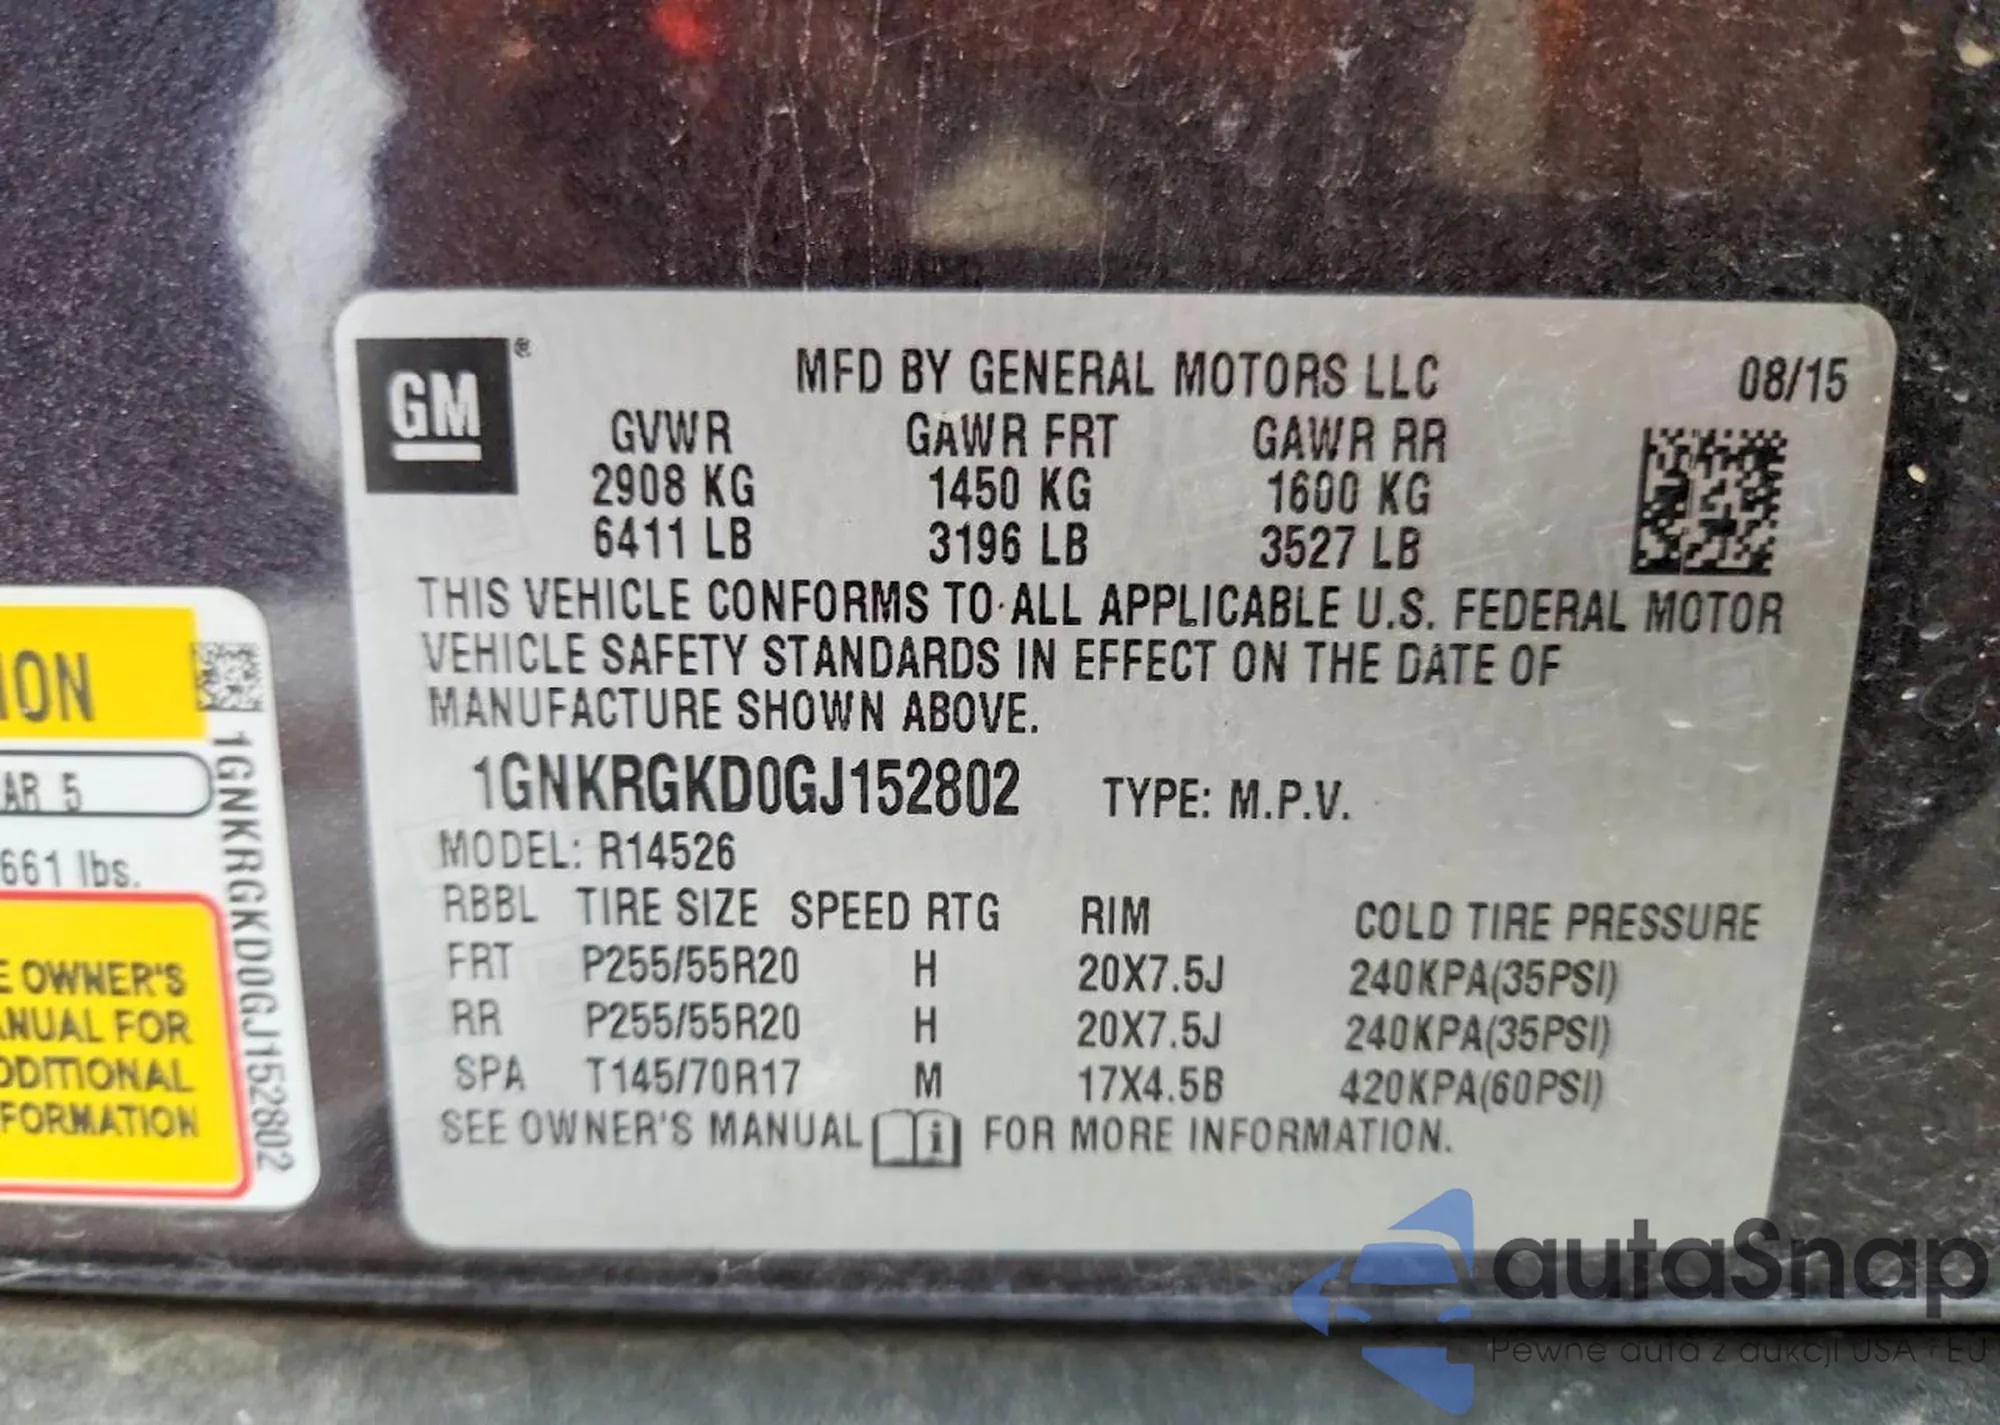 GM®
MFD BY GENERAL MOTORS LLC 08/15
GVWR GAWR FRT GAWR RR
2908 KG 1450 KG 1600 KG
6411 LB 3196 LB 3527 LB
THIS VEHICLE CONFORMS TO ALL APPLICABLE U.S. FEDERAL MOTOR
VEHICLE SAFETY STANDARDS IN EFFECT ON THE DATE OF
MANUFACTURE SHOWN ABOVE.
1GNKRGKD0GJ152802 TYPE: M.P.V.
MODEL: R14526
RBBL TIRE SIZE SPEED RTG RIM COLD TIRE PRESSURE
FRT P255/55R20 H 20X7.5J 240KPA(35PSI)
RR P255/55R20 H 20X7.5J 240KPA(35PSI)
SPA T145/70R17 M 17X4.5B 420KPA(60PSI)
SEE OWNER'S MANUAL i FOR MORE INFORMATION.
ION
AR 5
661 lbs.
E OWNER'S
ANUAL FOR
DDITIONAL
FORMATION
1GNKRGKD0GJ152802
autaSnap
Pewne auta z aukcji USA i EU